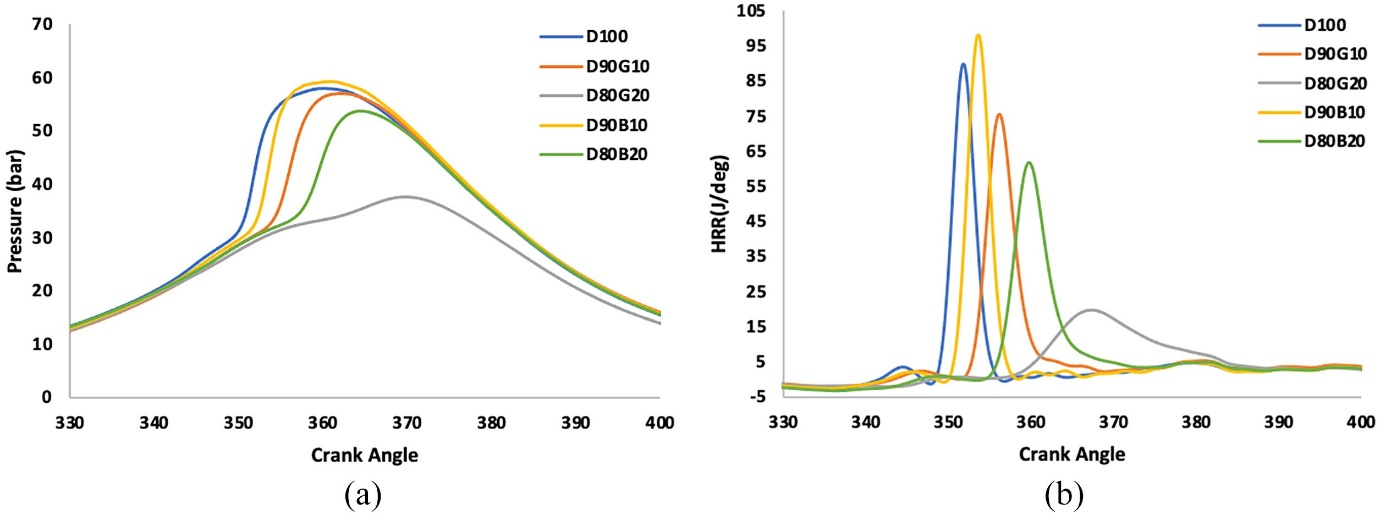 70
60
50
40
30
20
10
0
Pressure (bar)
330 340 350 360 370 380 390 400
Crank Angle
D100
D90G10
D80G20
D90B10
D80B20
(a)
105
95
85
75
65
55
45
35
25
15
5
-5
HRR(J/deg)
330 340 350 360 370 380 390 400
Crank Angle
D100
D90G10
D80G20
D90B10
D80B20
(b)